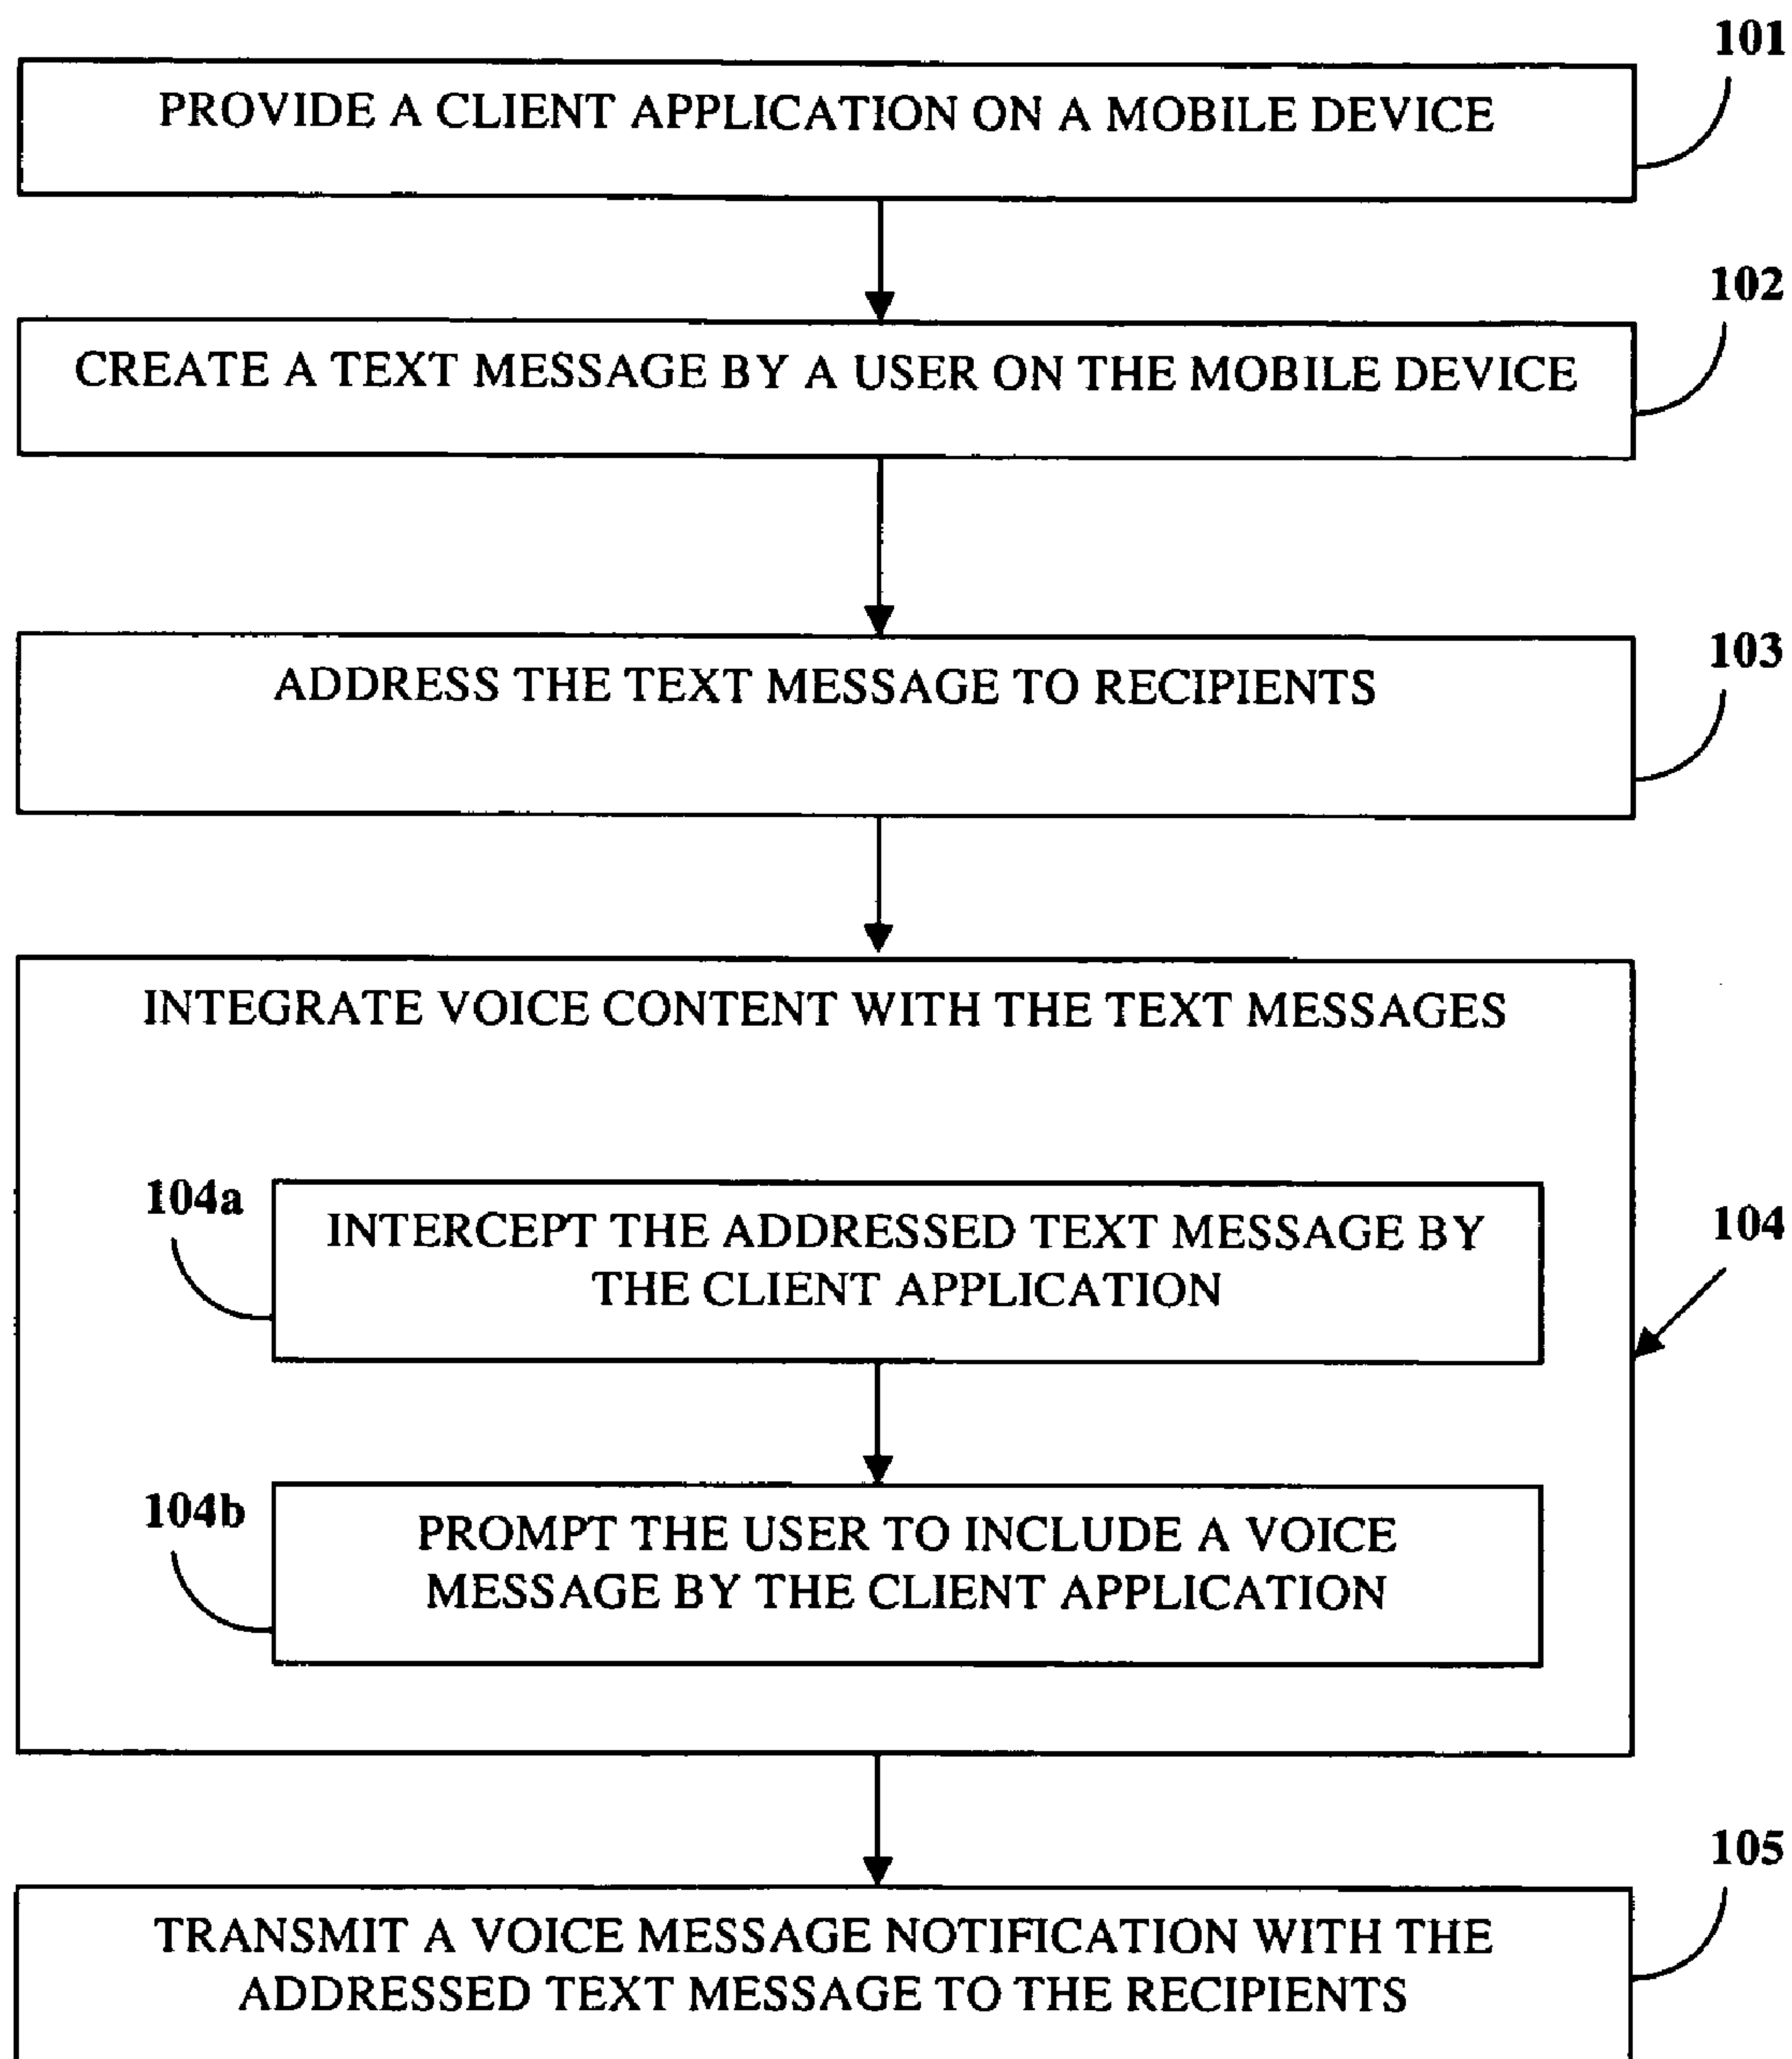 101
PROVIDE A CLIENT APPLICATION ON A MOBILE DEVICE
102
CREATE A TEXT MESSAGE BY A USER ON THE MOBILE DEVICE
103
ADDRESS THE TEXT MESSAGE TO RECIPIENTS
INTEGRATE VOICE CONTENT WITH THE TEXT MESSAGES
104a
INTERCEPT THE ADDRESSED TEXT MESSAGE BY
THE CLIENT APPLICATION
104
104b
PROMPT THE USER TO INCLUDE A VOICE
MESSAGE BY THE CLIENT APPLICATION
105
TRANSMIT A VOICE MESSAGE NOTIFICATION WITH THE
ADDRESSED TEXT MESSAGE TO THE RECIPIENTS